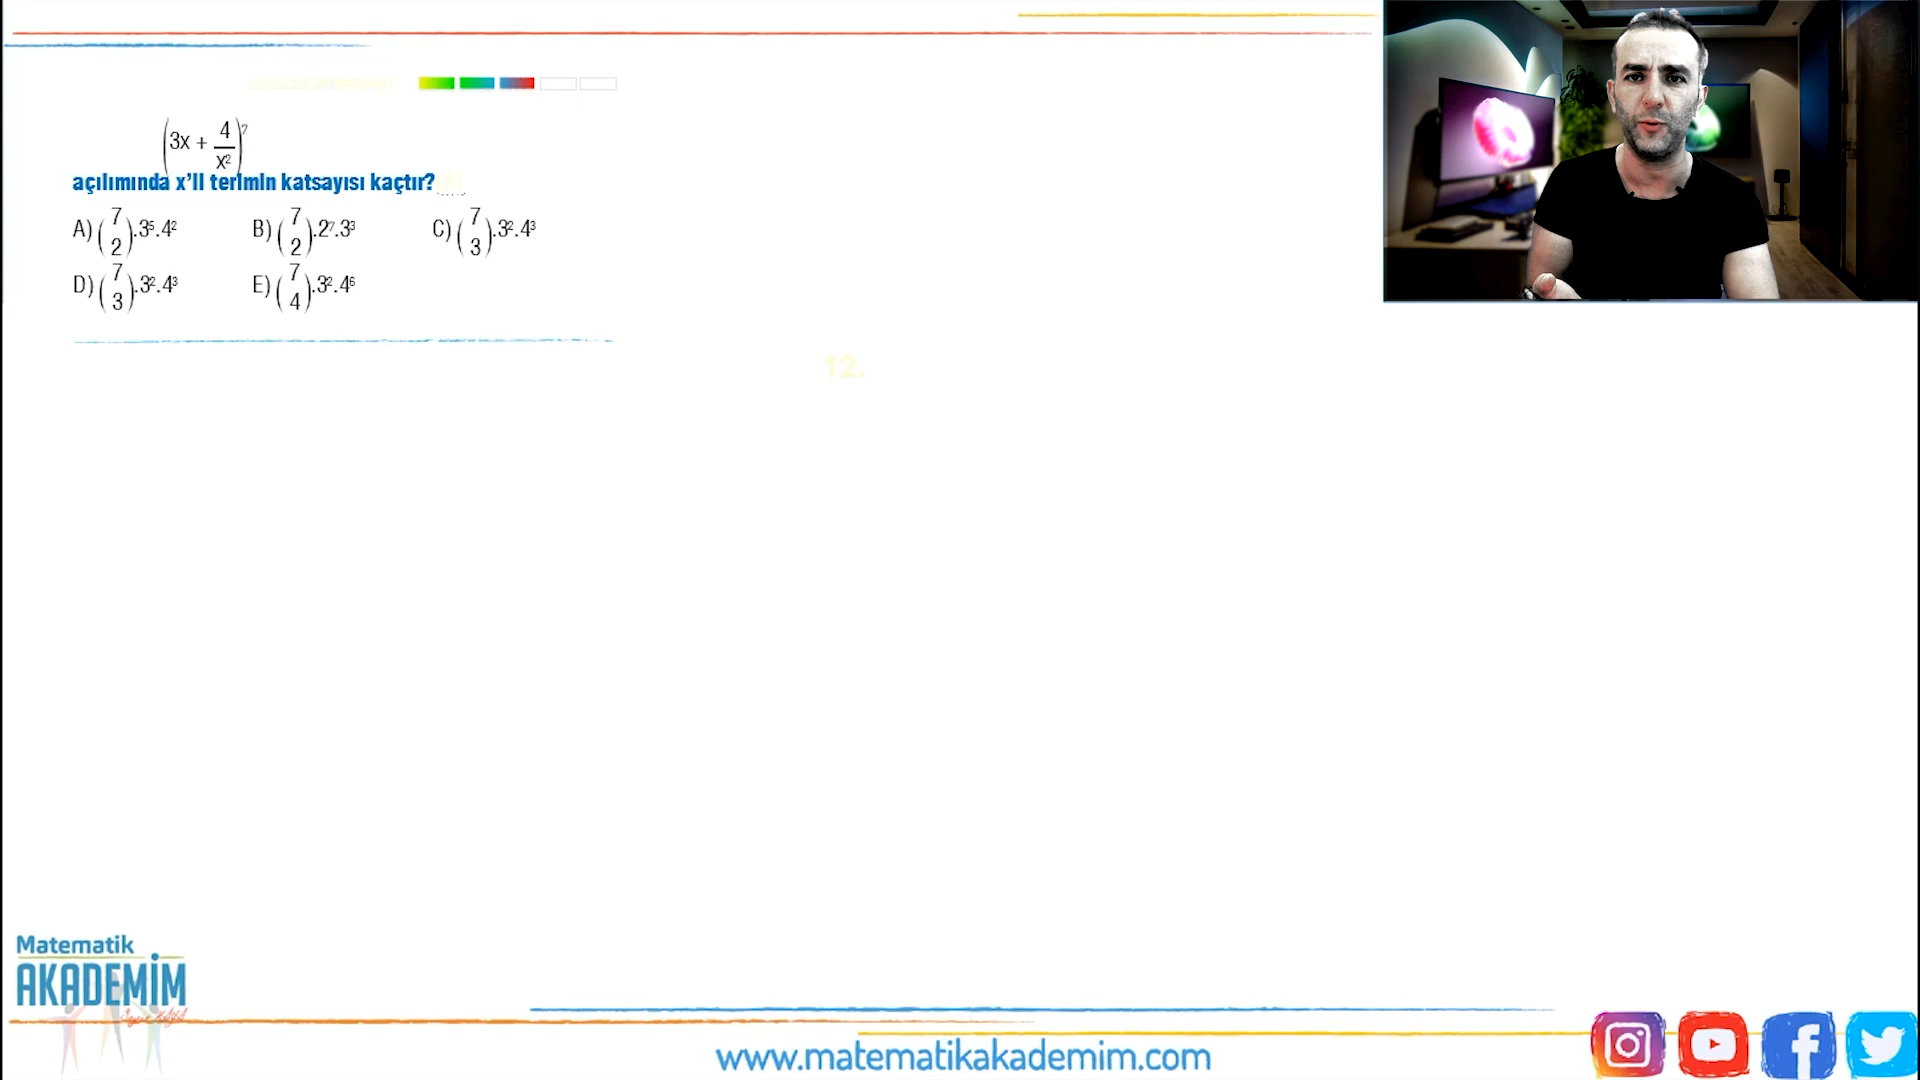 (3x + 4/x²)⁷
açılımında x’li terimin katsayısı kaçtır?
A) (7 2).3⁵.4² B) (7 2).2⁷.3³ C) (7 3).3².4³
D) (7 3).3².4³ E) (7 4).3².4⁶
12.
Matematik
AKADEMİM
www.matematikakademim.com